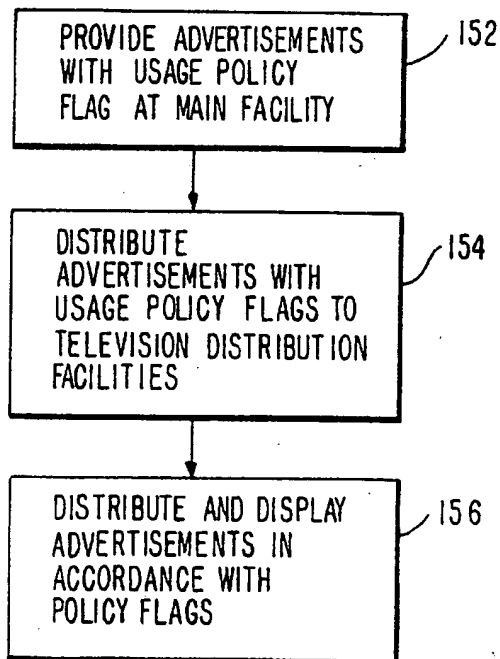 PROVIDE ADVERTISEMENTS
WITH USAGE POLICY
FLAG AT MAIN FACILITY
152
DISTRIBUTE
ADVERTISEMENTS WITH
USAGE POLICY FLAGS TO
TELEVISION DISTRIBUTION
FACILITIES
154
DISTRIBUTE AND DISPLAY
ADVERTISEMENTS IN
ACCORDANCE WITH
POLICY FLAGS
156